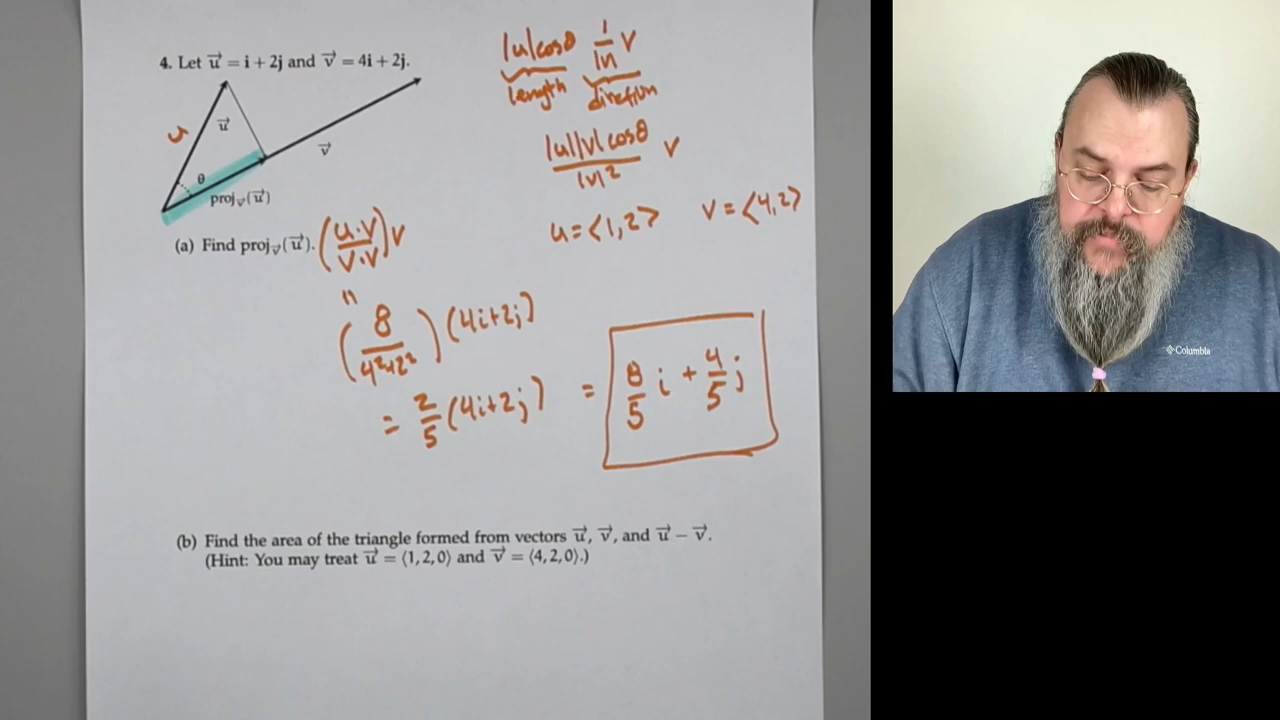 4. Let u⃗ = i + 2j and v⃗ = 4i + 2j.
|u|cosθ 1/|v| v
length direction
|u||v|cosθ/|v|² v
u
u⃗
θ
v⃗
proj_v⃗(u⃗)
u=⟨1,2⟩ v=⟨4,2⟩
(a) Find proj_v⃗(u⃗). (u·v/v·v)v
"
(8/4²+2²)(4i+2j)
= 2/5(4i+2j) = 8/5 i + 4/5 j
(b) Find the area of the triangle formed from vectors u⃗, v⃗, and u⃗ − v⃗.
(Hint: You may treat u⃗ = ⟨1, 2, 0⟩ and v⃗ = ⟨4, 2, 0⟩.)
Columbia